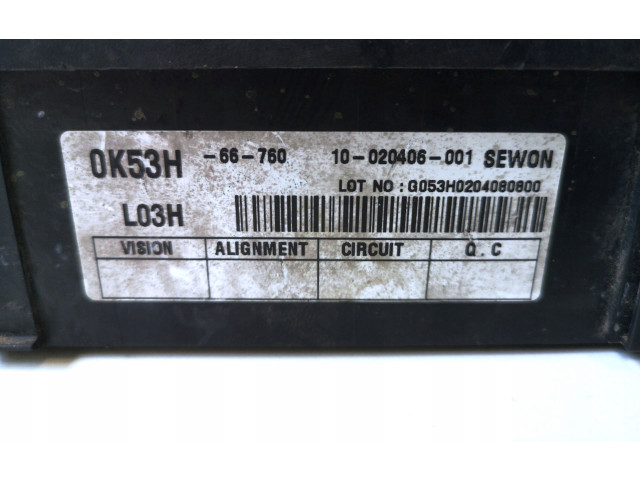 0K53H -66-760 10-020406-001 SEWON
LOT NO : G053H0204080800
L03H
VISION ALIGNMENT CIRCUIT Q.C